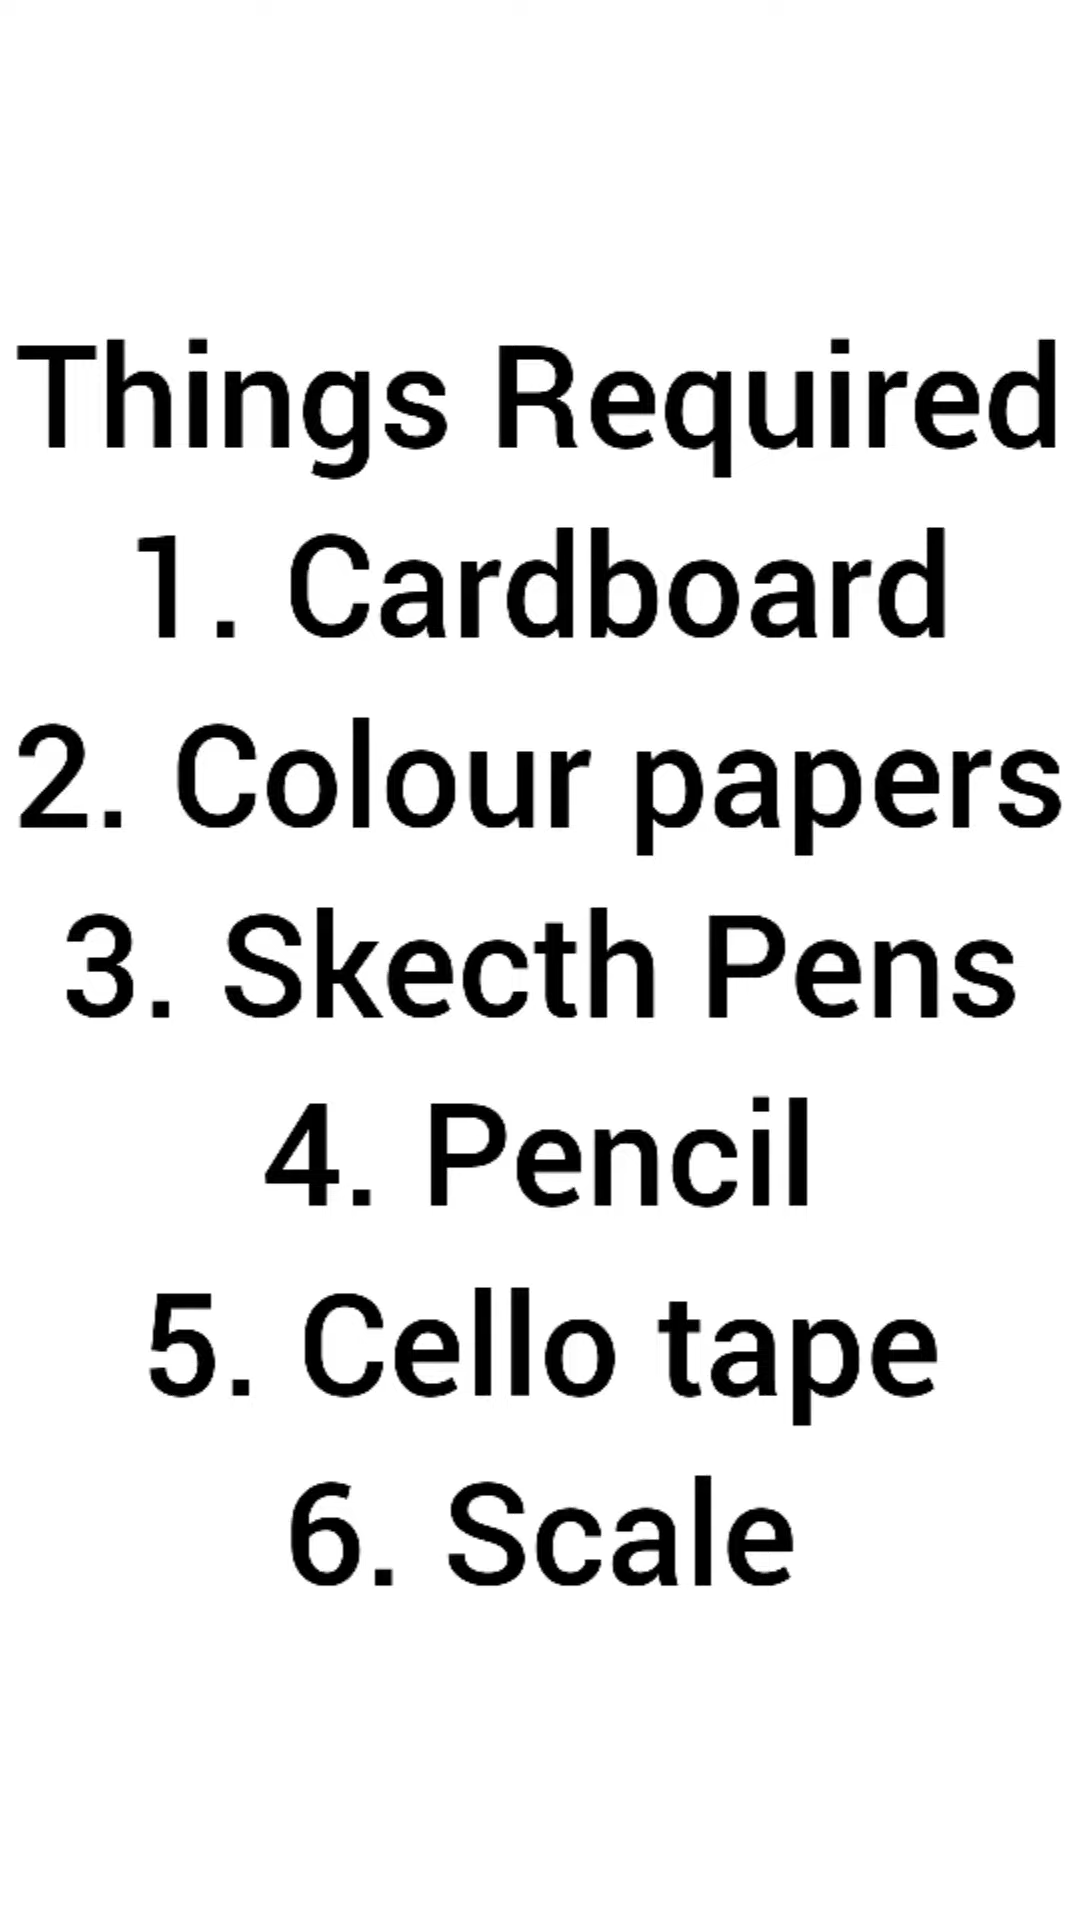 Things Required
1. Cardboard
2. Colour papers
3. Skecth Pens
4. Pencil
5. Cello tape
6. Scale